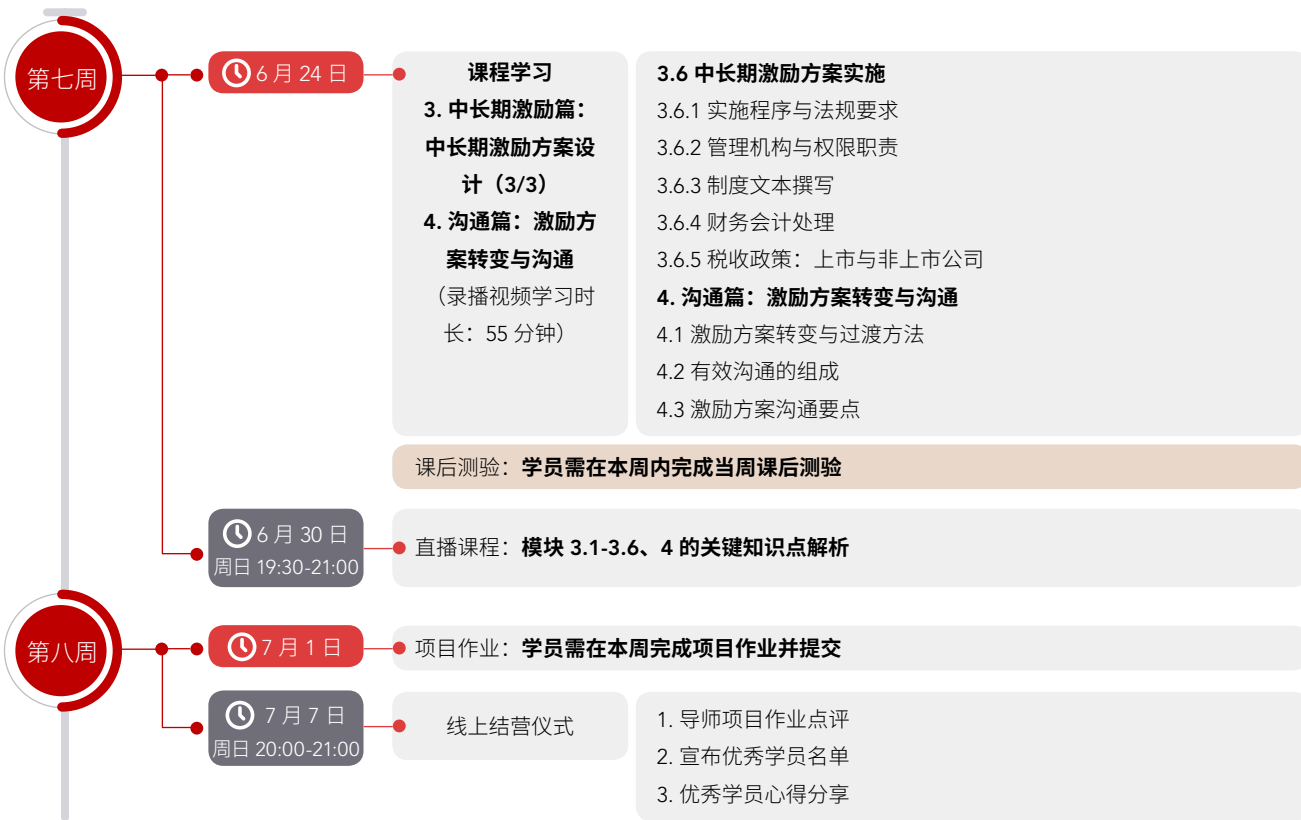 第七周
6 月 24 日
课程学习
3. 中长期激励篇：
中长期激励方案设
计（3/3）
4. 沟通篇：激励方
案转变与沟通
（录播视频学习时
长：55 分钟）
3.6 中长期激励方案实施
3.6.1 实施程序与法规要求
3.6.2 管理机构与权限职责
3.6.3 制度文本撰写
3.6.4 财务会计处理
3.6.5 税收政策：上市与非上市公司
4. 沟通篇：激励方案转变与沟通
4.1 激励方案转变与过渡方法
4.2 有效沟通的组成
4.3 激励方案沟通要点
课后测验：学员需在本周内完成当周课后测验
6 月 30 日
周日 19:30-21:00
直播课程：模块 3.1-3.6、4 的关键知识点解析
第八周
7 月 1 日
项目作业：学员需在本周完成项目作业并提交
7 月 7 日
周日 20:00-21:00
线上结营仪式
1. 导师项目作业点评
2. 宣布优秀学员名单
3. 优秀学员心得分享